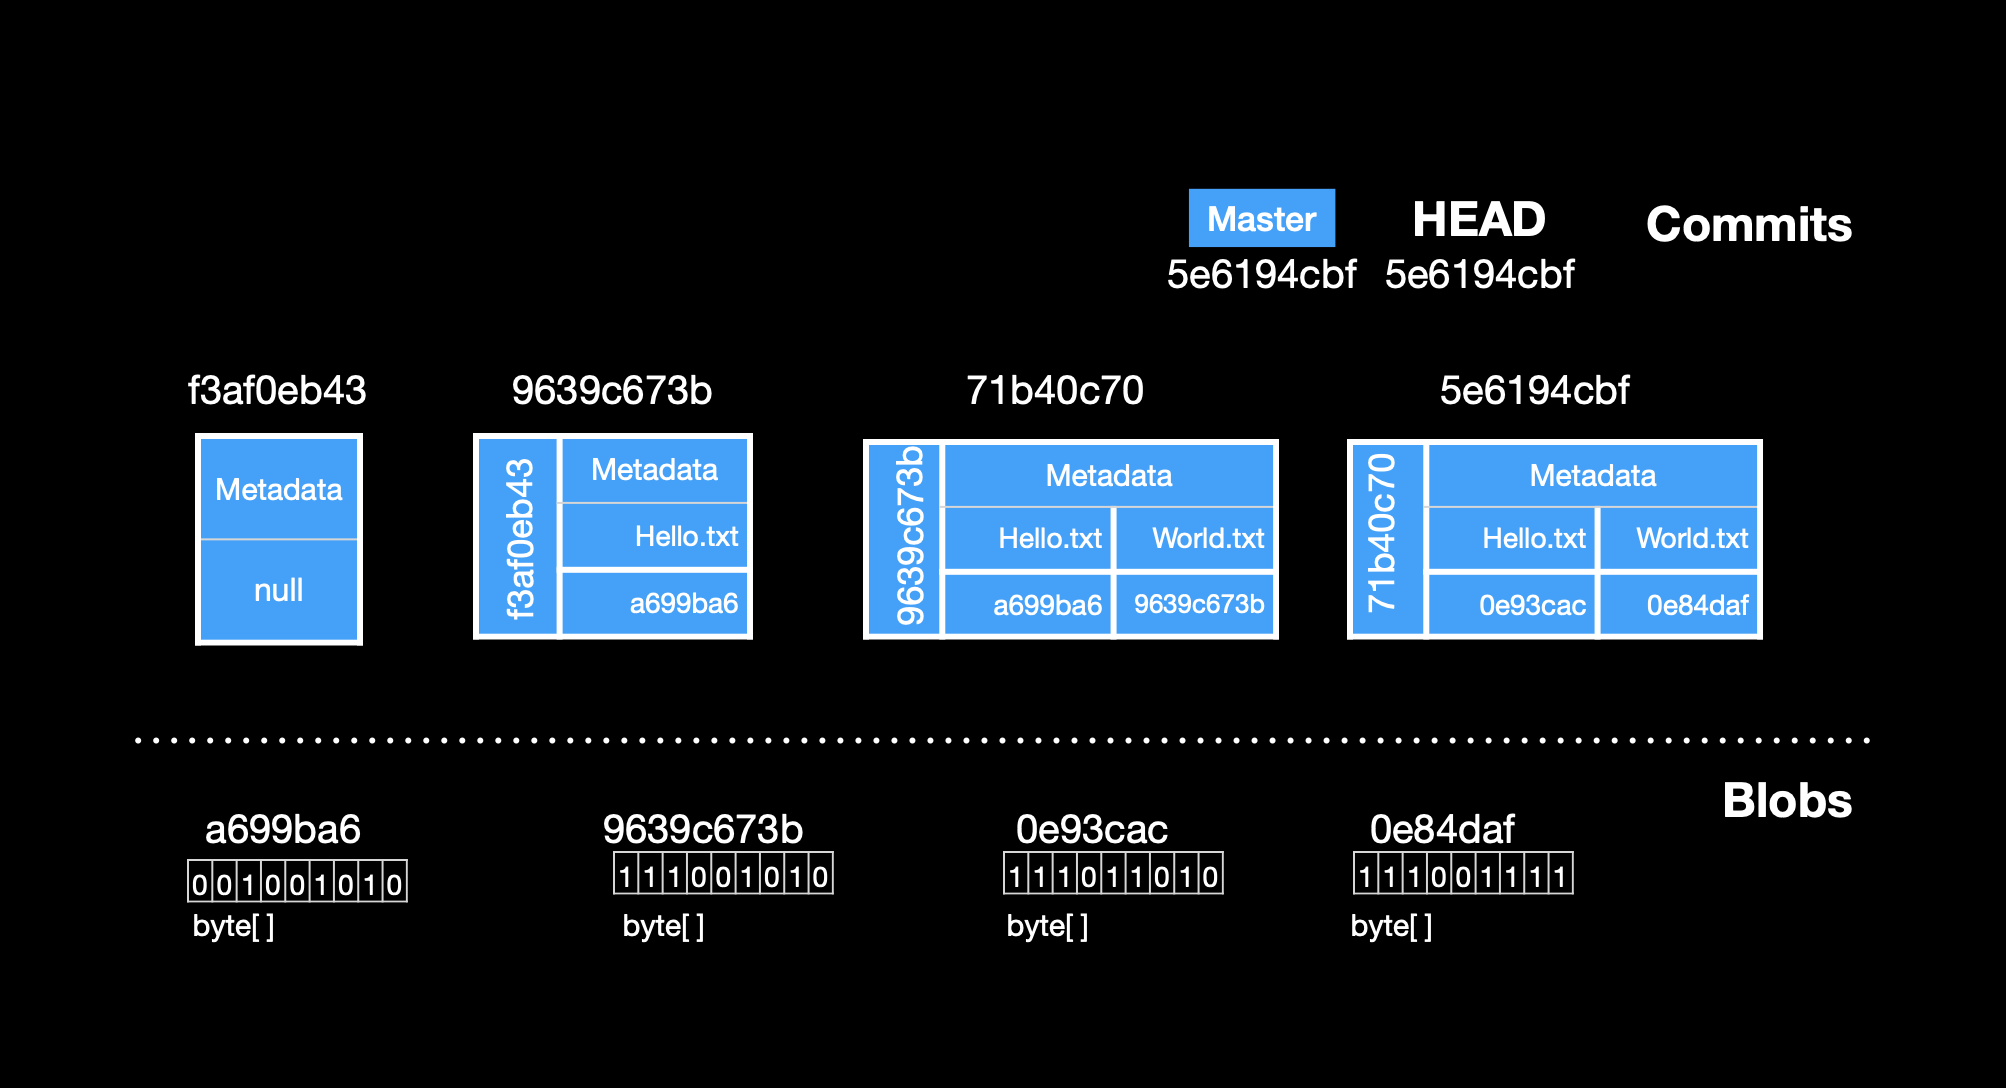 Master HEAD Commits
5e6194cbf 5e6194cbf
f3af0eb43 9639c673b 71b40c70 5e6194cbf
Metadata
null
f3af0eb43
Metadata
Hello.txt
a699ba6
9639c673b
Metadata
Hello.txt World.txt
a699ba6 9639c673b
71b40c70
Metadata
Hello.txt World.txt
0e93cac 0e84daf
Blobs
a699ba6 9639c673b 0e93cac 0e84daf
0 0 1 0 0 1 0 1 0
1 1 1 0 0 1 0 1 0
1 1 1 0 1 1 0 1 0
1 1 1 0 0 1 1 1 1
byte[ ] byte[ ] byte[ ] byte[ ]